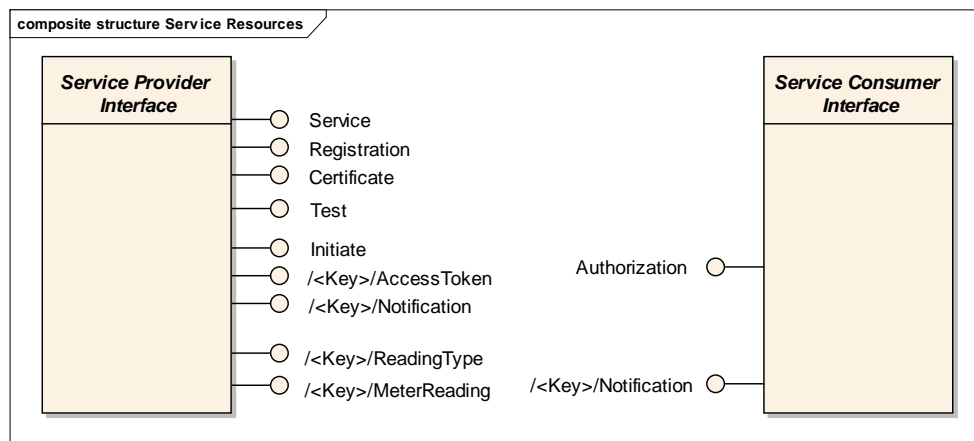 composite structure Service Resources
Service Provider
Interface
Service
Registration
Certificate
Test
Initiate
/<Key>/AccessToken
/<Key>/Notification
/<Key>/ReadingType
/<Key>/MeterReading
Service Consumer
Interface
Authorization
/<Key>/Notification